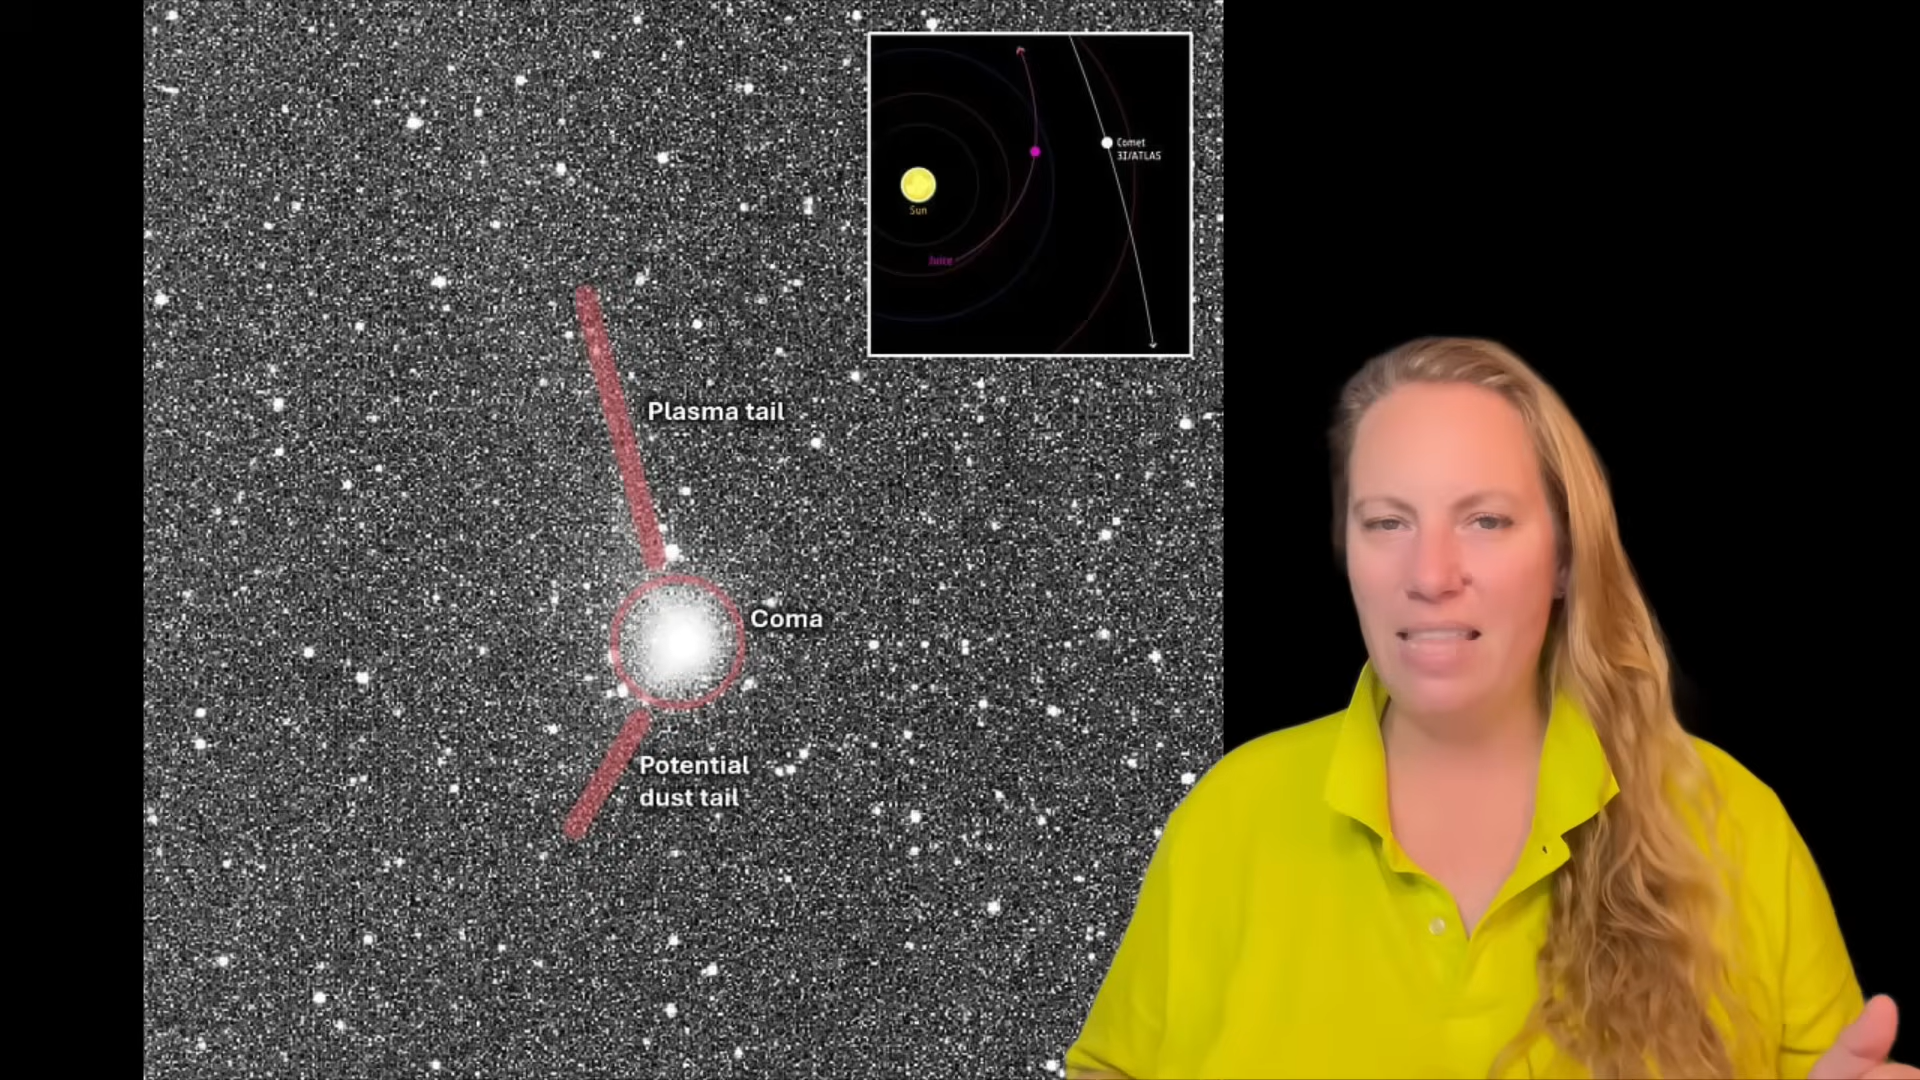 Comet
3I/ATLAS
Sun
Juice
Plasma tail
Coma
Potential
dust tail